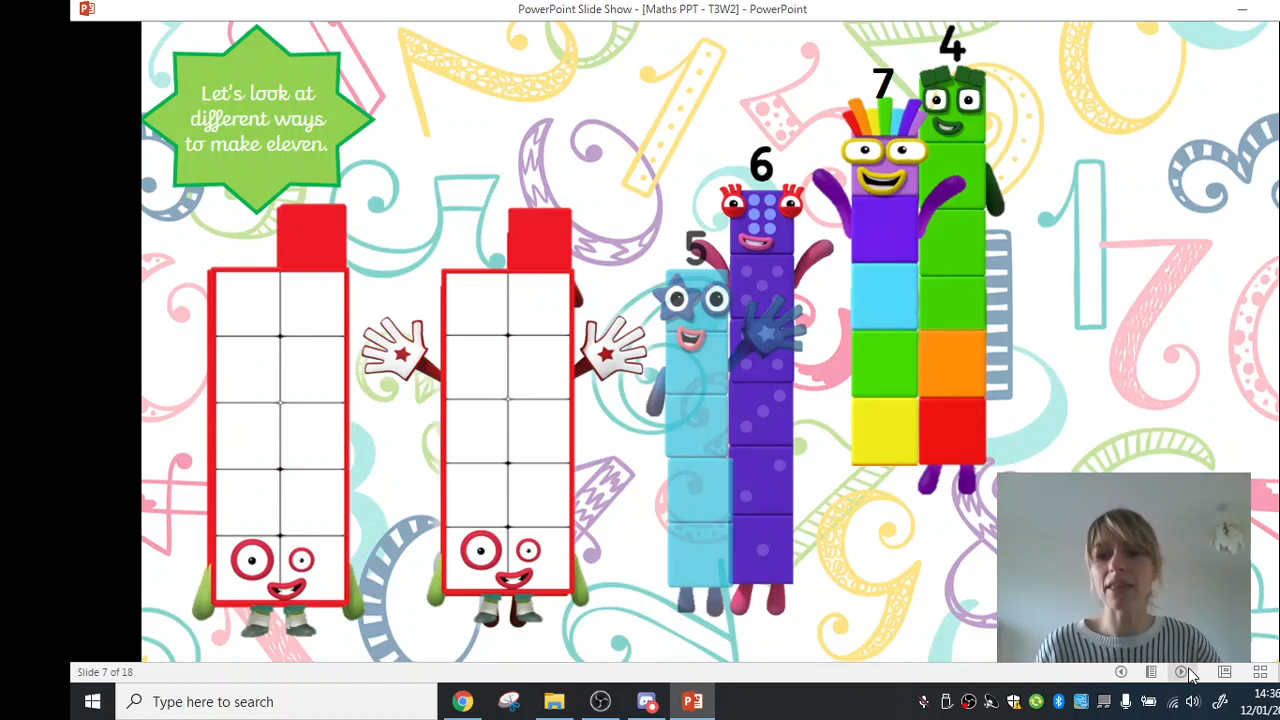 PowerPoint Slide Show - [Maths PPT - T3W2] - PowerPoint
Let's look at
different ways
to make eleven.
4
7
6
5
Slide 7 of 18
Type here to search
14:36
12/01/2